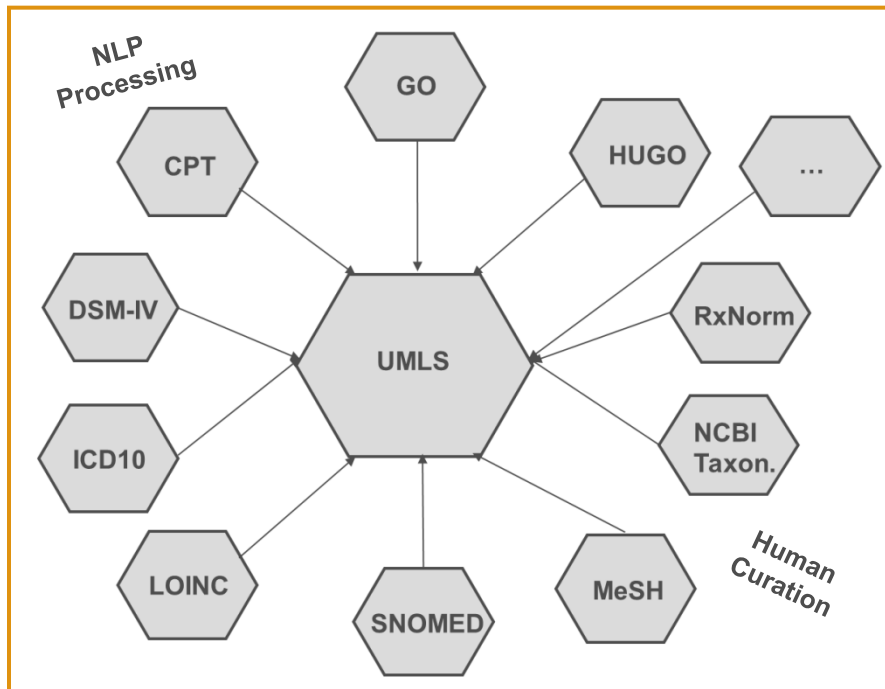 NLP
Processing
GO
CPT
HUGO
...
DSM-IV
UMLS
RxNorm
ICD10
NCBI
Taxon.
LOINC
SNOMED
MeSH
Human
Curation